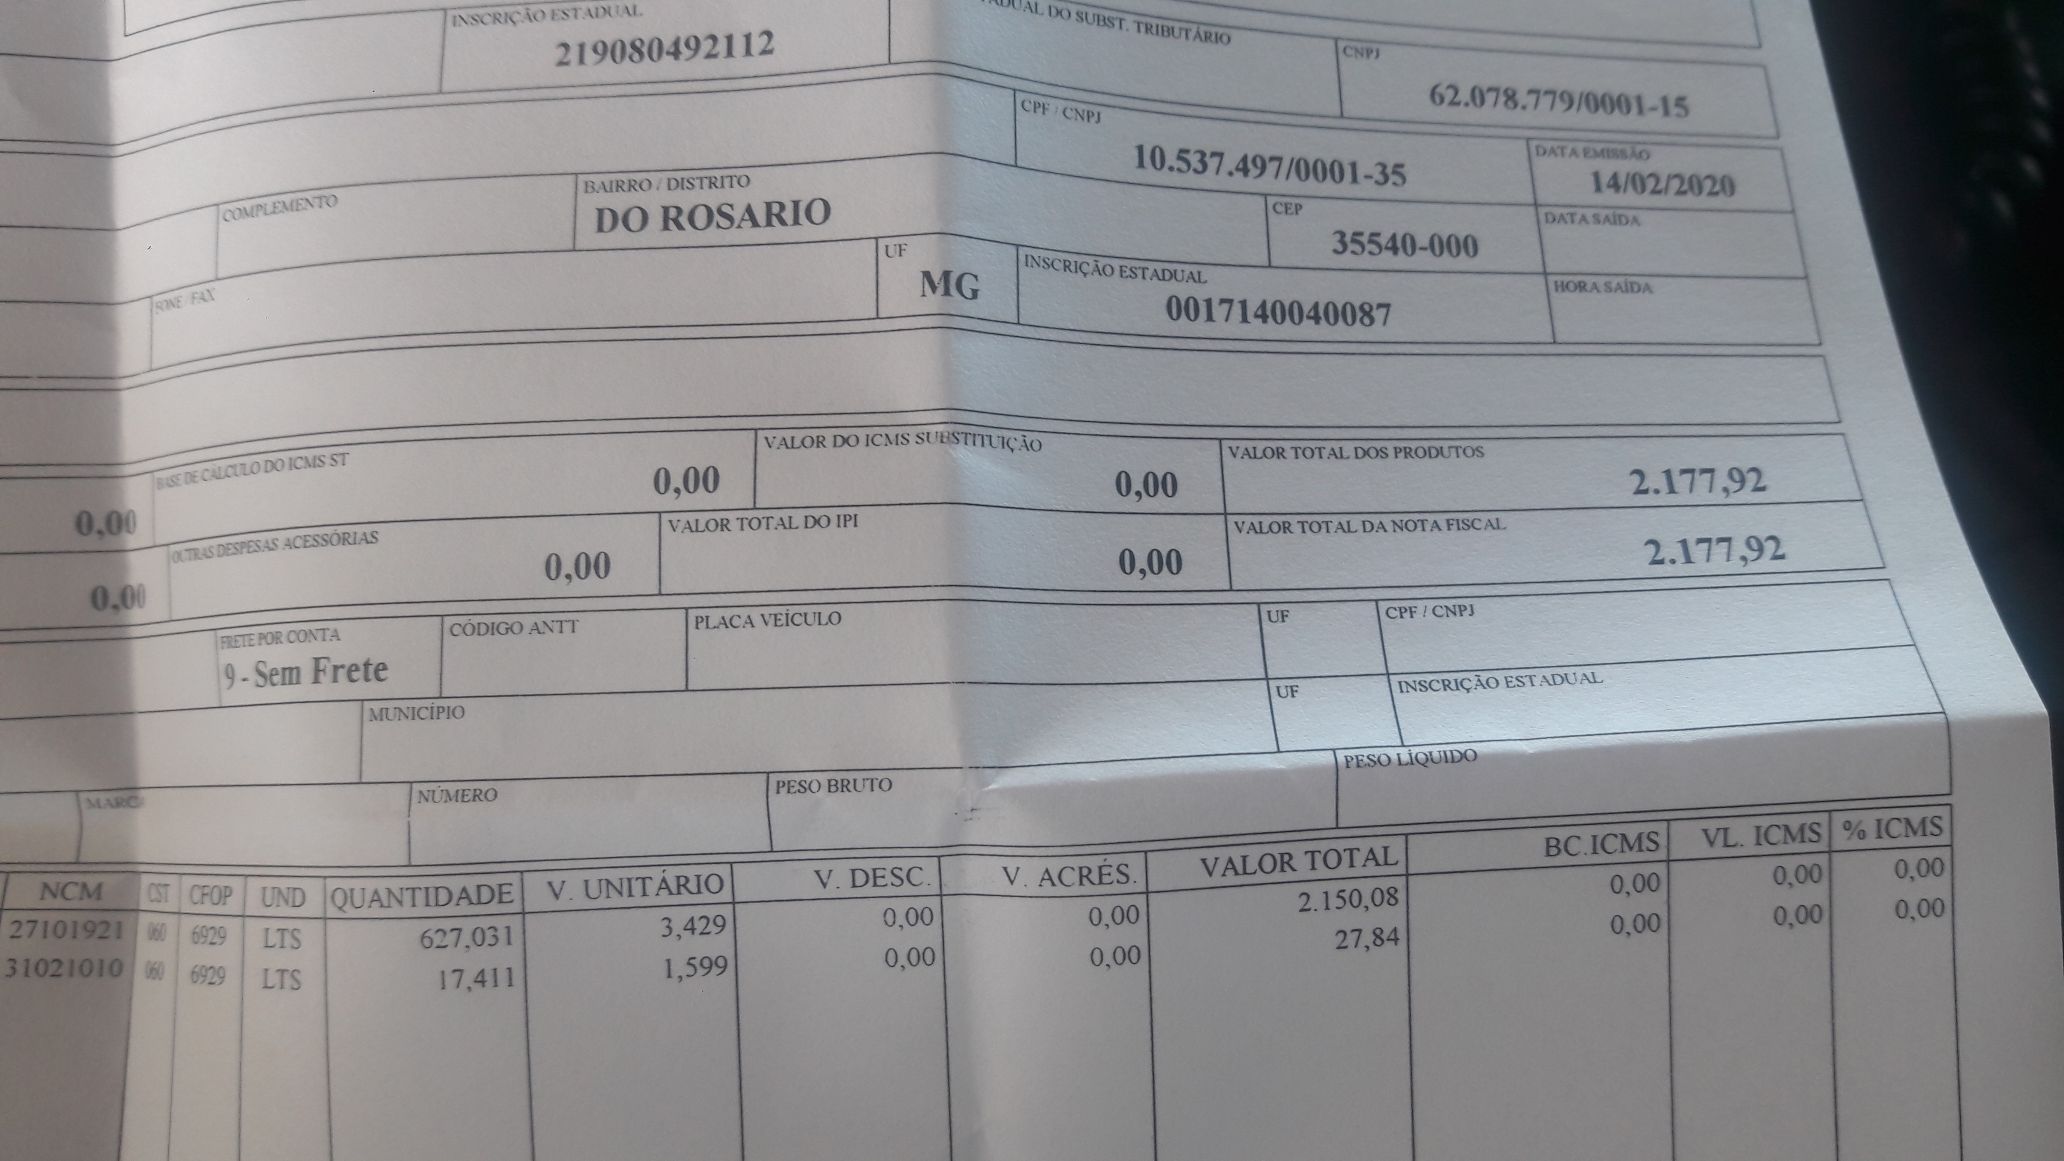 INSCRIÇÃO ESTADUAL
219080492112
DO SUBST. TRIBUTÁRIO
CNPJ
62.078.779/0001-15
CPF / CNPJ
10.537.497/0001-35
DATA EMISSÃO
14/02/2020
COMPLEMENTO
BAIRRO / DISTRITO
DO ROSARIO
CEP
35540-000
DATA SAÍDA
FONE / FAX
UF
MG
INSCRIÇÃO ESTADUAL
0017140040087
HORA SAÍDA
0,00
BASE DE CÁLCULO DO ICMS ST
0,00
VALOR DO ICMS SUBSTITUIÇÃO
0,00
VALOR TOTAL DOS PRODUTOS
2.177,92
0,00
OUTRAS DESPESAS ACESSÓRIAS
0,00
VALOR TOTAL DO IPI
0,00
VALOR TOTAL DA NOTA FISCAL
2.177,92
FRETE POR CONTA
9 - Sem Frete
CÓDIGO ANTT
PLACA VEÍCULO
UF
CPF / CNPJ
MUNICÍPIO
UF
INSCRIÇÃO ESTADUAL
NÚMERO
PESO BRUTO
PESO LÍQUIDO
NCM CST CFOP UND QUANTIDADE V. UNITÁRIO V. DESC. V. ACRÉS. VALOR TOTAL BC.ICMS VL. ICMS % ICMS
27101921 060 6929 LTS 627,031 3,429 0,00 0,00 2.150,08 0,00 0,00 0,00
31021010 060 6929 LTS 17,411 1,599 0,00 0,00 27,84 0,00 0,00 0,00